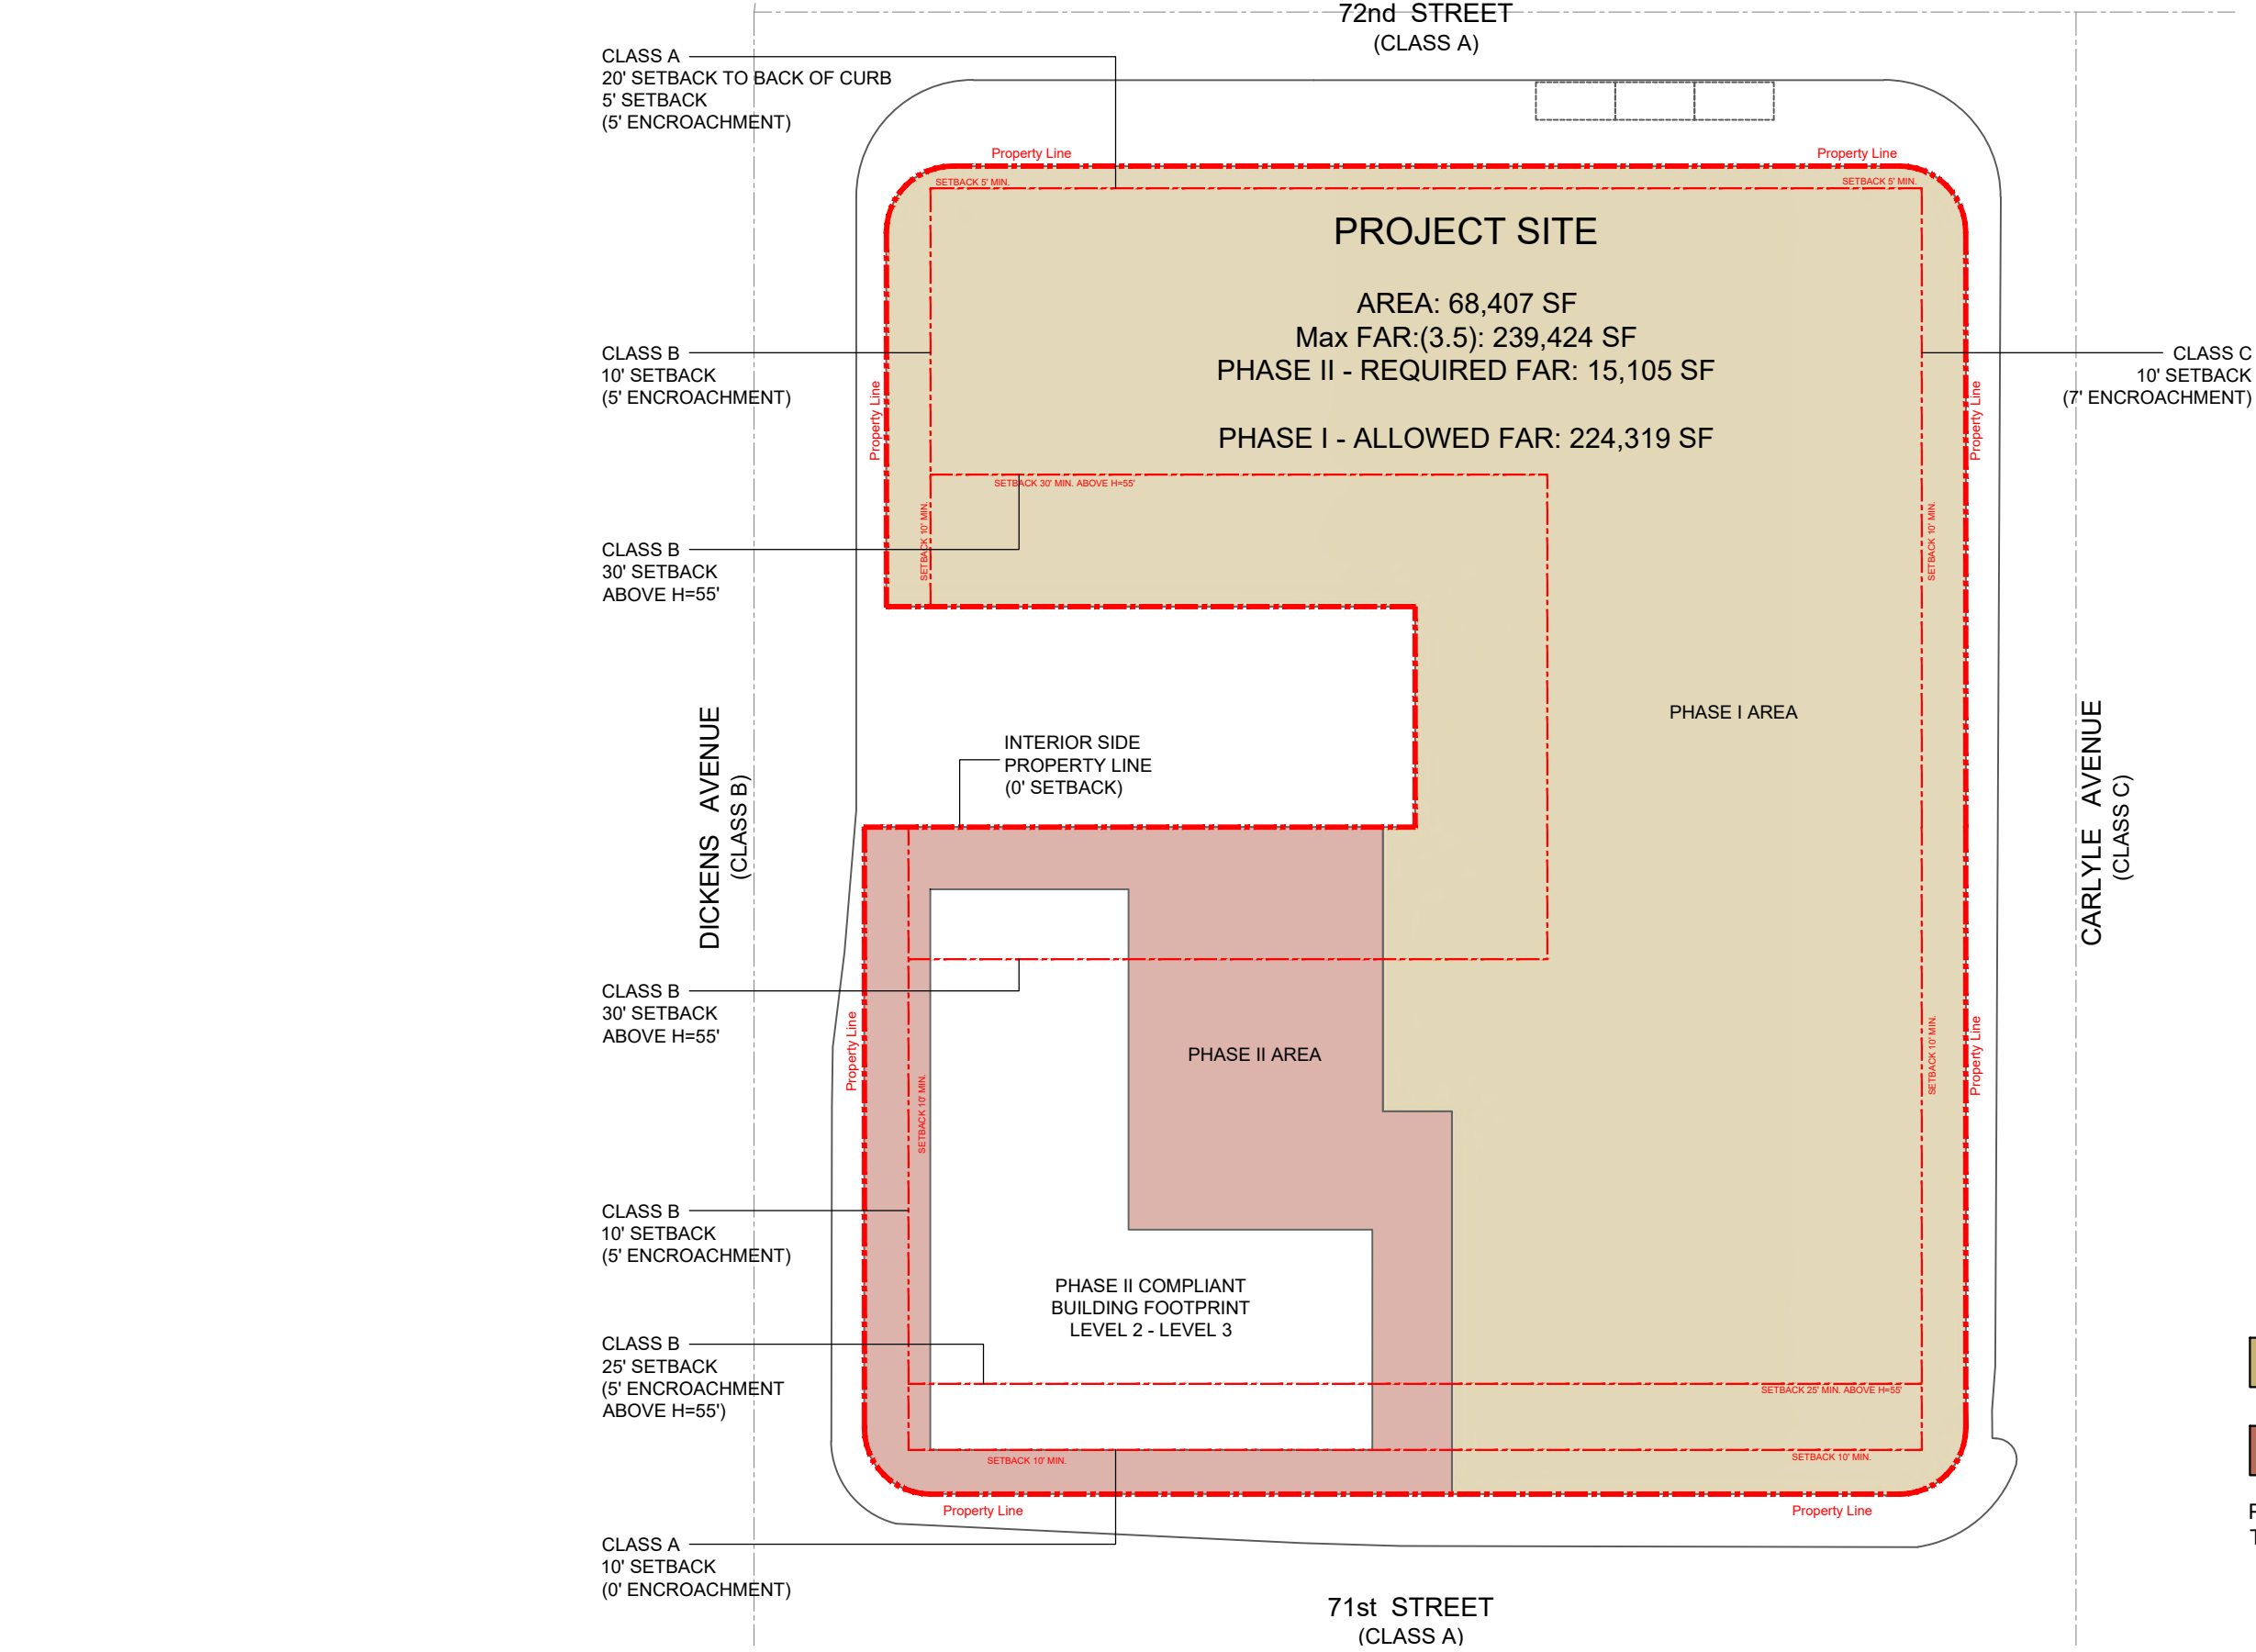 72nd STREET
(CLASS A)
CLASS A
20' SETBACK TO BACK OF CURB
5' SETBACK
(5' ENCROACHMENT)
Property Line
Property Line
SETBACK 5' MIN.
SETBACK 5' MIN.
PROJECT SITE
AREA: 68,407 SF
Max FAR:(3.5): 239,424 SF
PHASE II - REQUIRED FAR: 15,105 SF
PHASE I - ALLOWED FAR: 224,319 SF
CLASS B
10' SETBACK
(5' ENCROACHMENT)
CLASS C
10' SETBACK
(7' ENCROACHMENT)
Property Line
Property Line
SETBACK 30' MIN. ABOVE H=55'
SETBACK 10' MIN.
SETBACK 10' MIN.
CLASS B
30' SETBACK
ABOVE H=55'
PHASE I AREA
INTERIOR SIDE
PROPERTY LINE
(0' SETBACK)
DICKENS AVENUE
(CLASS B)
CARLYLE AVENUE
(CLASS C)
CLASS B
30' SETBACK
ABOVE H=55'
Property Line
PHASE II AREA
SETBACK 10' MIN.
SETBACK 10' MIN.
Property Line
CLASS B
10' SETBACK
(5' ENCROACHMENT)
PHASE II COMPLIANT
BUILDING FOOTPRINT
LEVEL 2 - LEVEL 3
CLASS B
25' SETBACK
(5' ENCROACHMENT
ABOVE H=55')
SETBACK 25' MIN. ABOVE H=55'
SETBACK 10' MIN.
SETBACK 10' MIN.
Property Line
Property Line
CLASS A
10' SETBACK
(0' ENCROACHMENT)
71st STREET
(CLASS A)